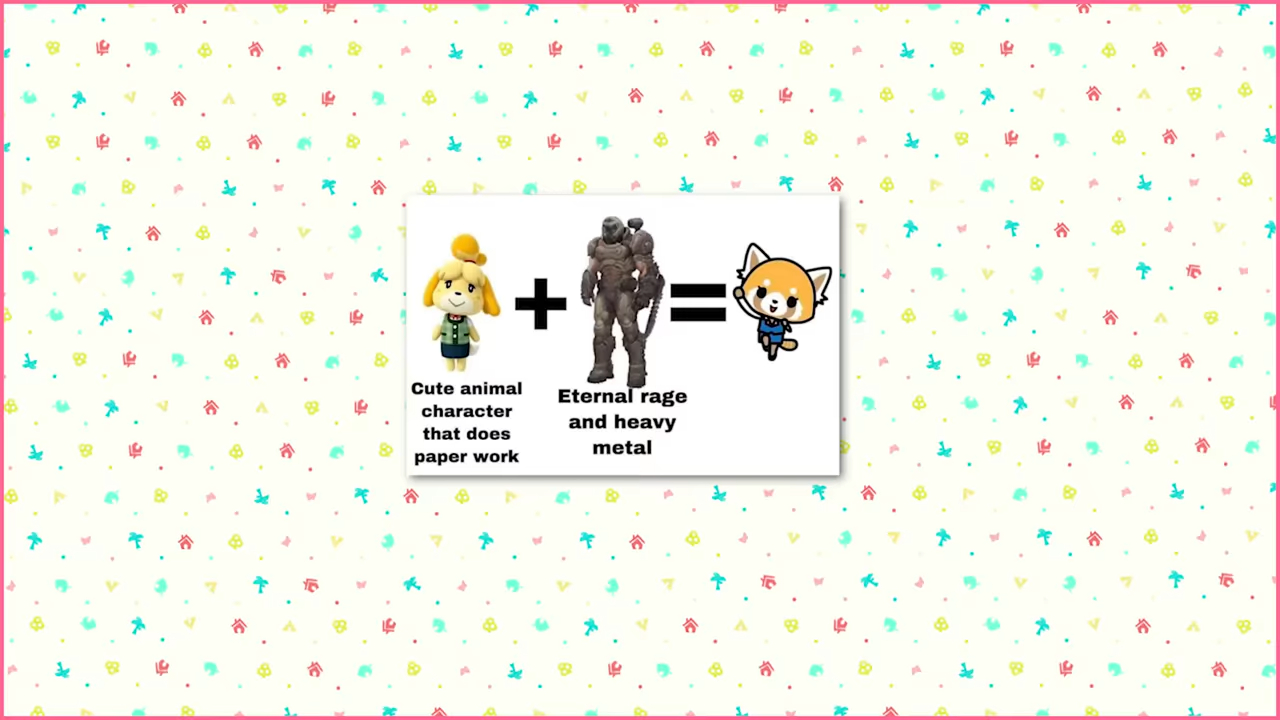 Cute animal
character
that does
paper work
Eternal rage
and heavy
metal